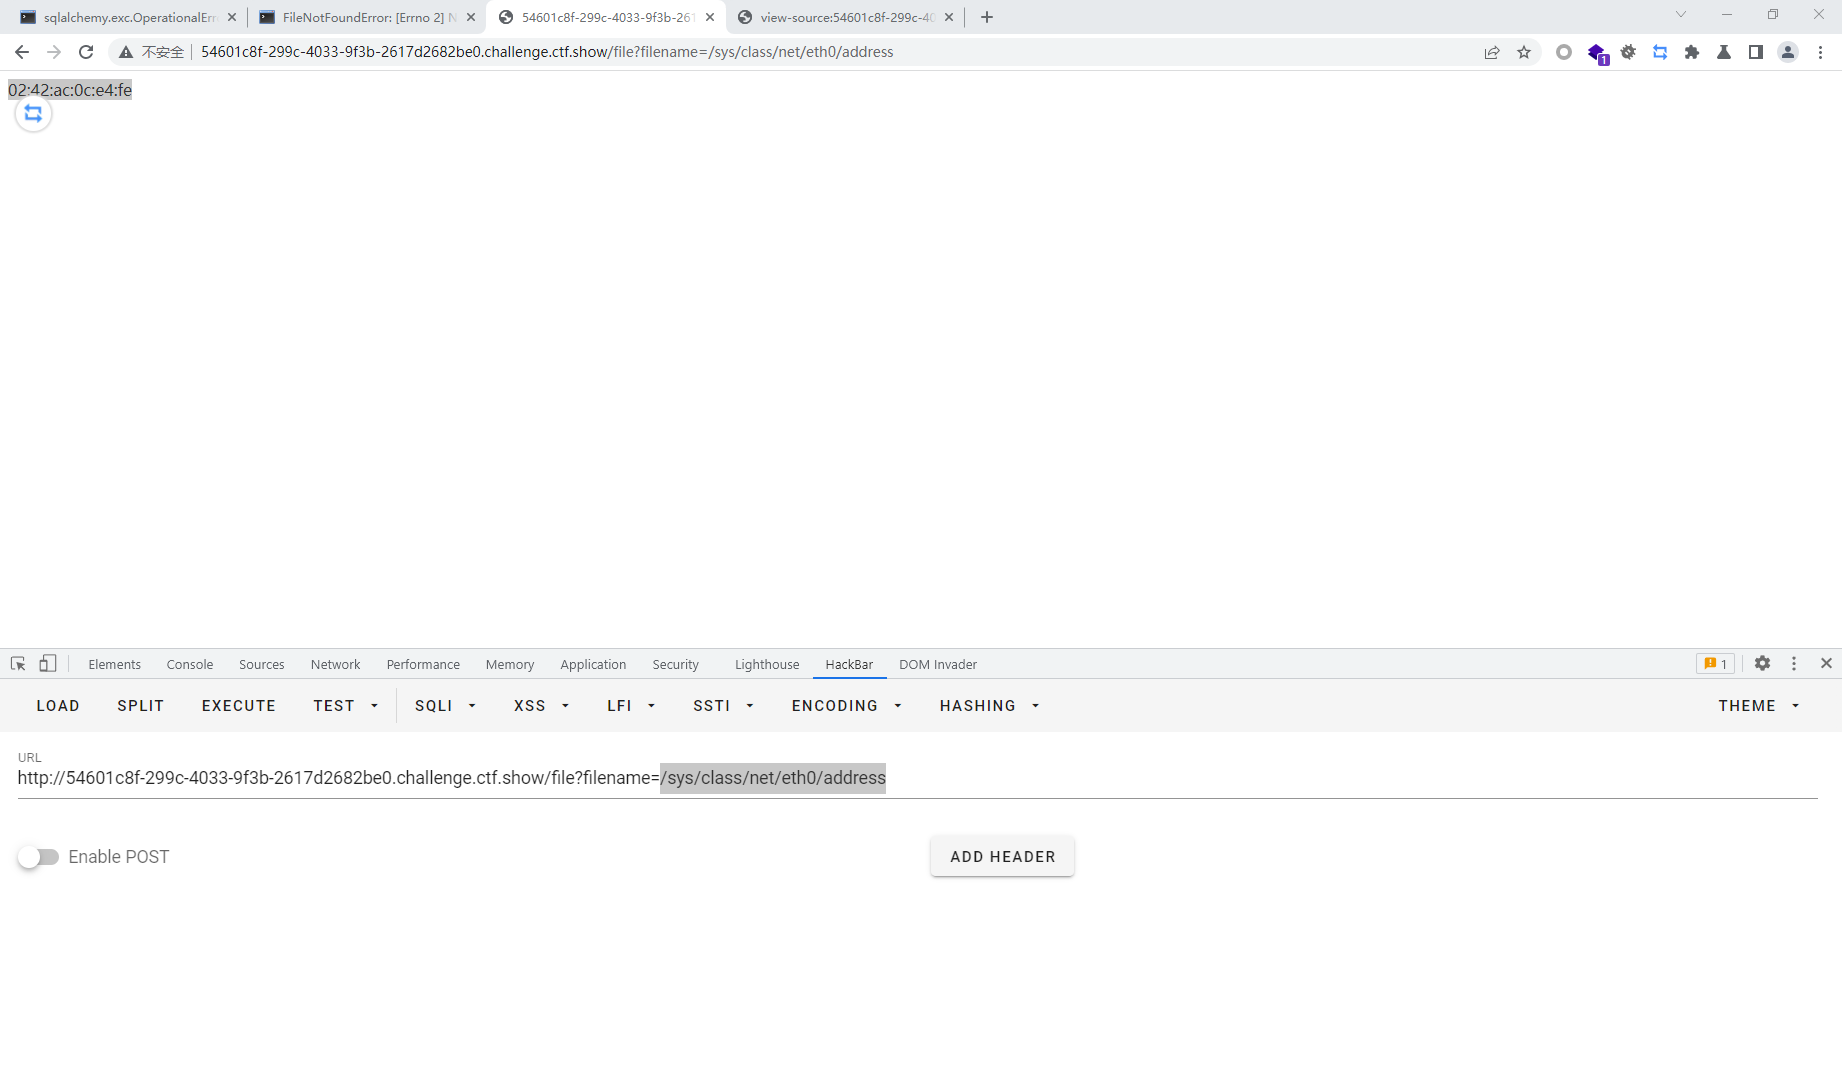 sqlalchemy.exc.OperationalErr
FileNotFoundError: [Errno 2] N
54601c8f-299c-4033-9f3b-261
view-source:54601c8f-299c-40
不安全
54601c8f-299c-4033-9f3b-2617d2682be0.challenge.ctf.show/file?filename=/sys/class/net/eth0/address
1
02:42:ac:0c:e4:fe
Elements Console Sources Network Performance Memory Application Security Lighthouse HackBar DOM Invader 1
LOAD SPLIT EXECUTE TEST SQLI XSS LFI SSTI ENCODING HASHING THEME
URL
http://54601c8f-299c-4033-9f3b-2617d2682be0.challenge.ctf.show/file?filename=/sys/class/net/eth0/address
Enable POST
ADD HEADER